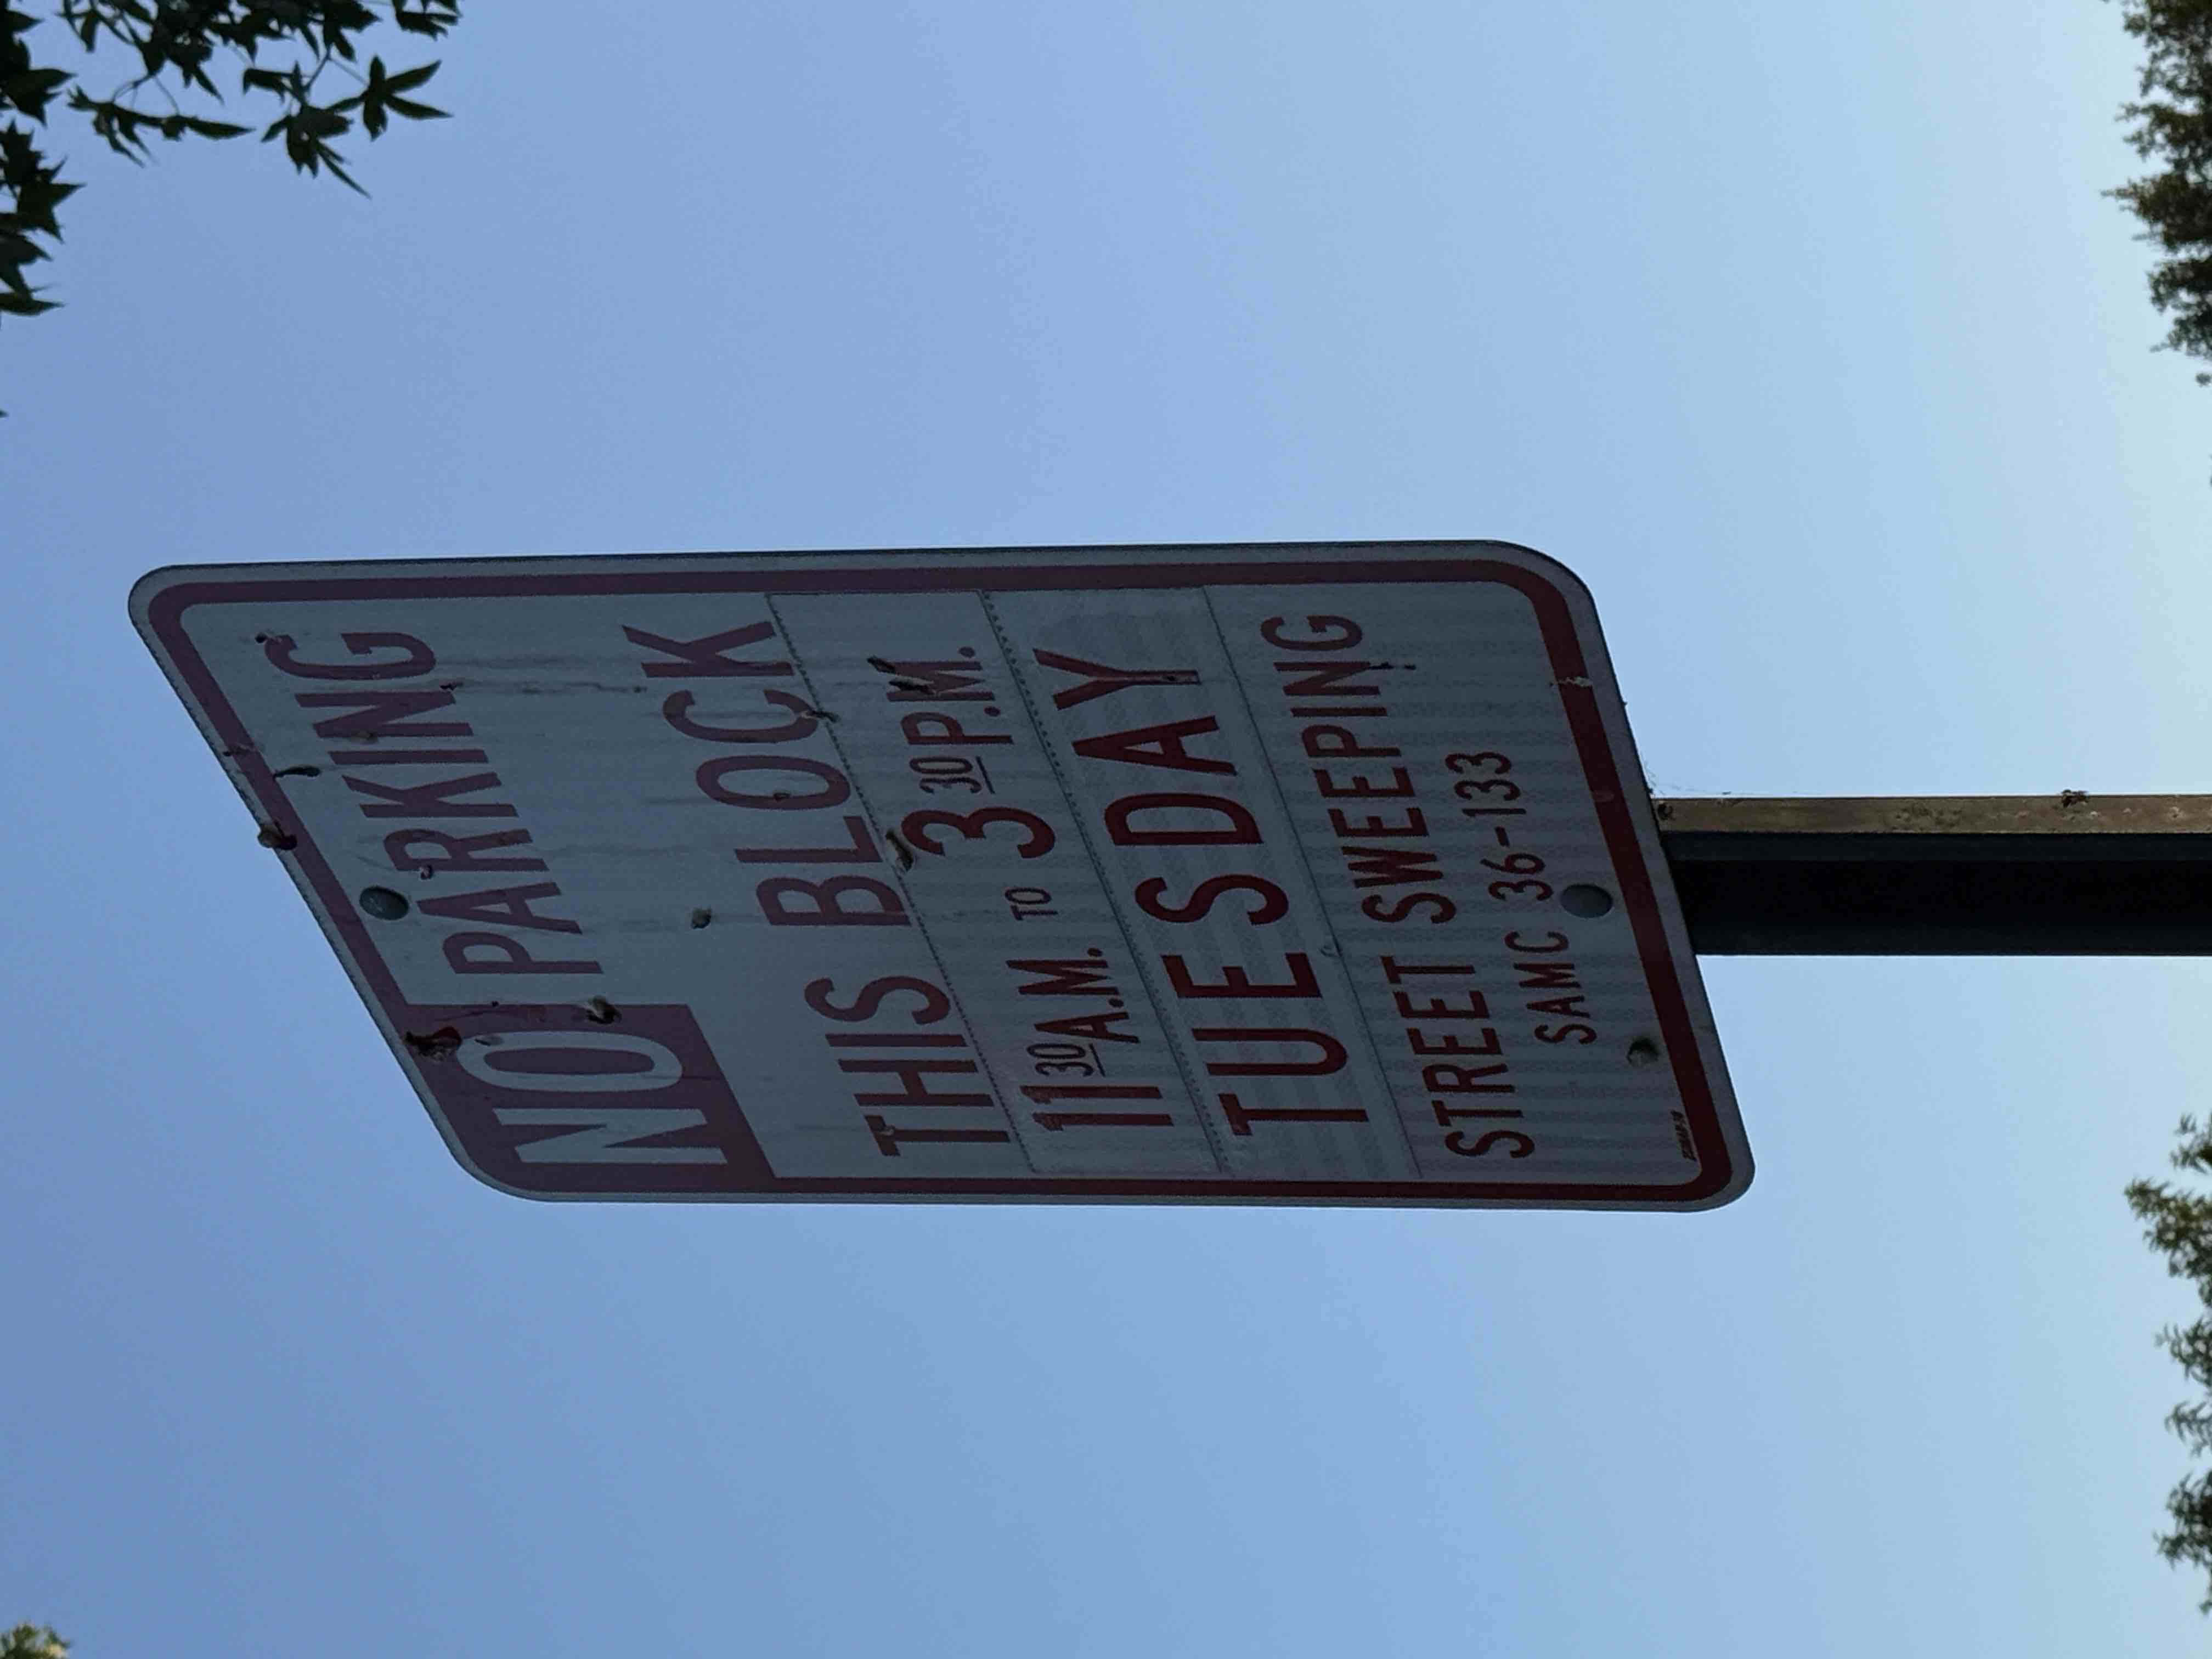 NO PARKING
THIS BLOCK
11 30 A.M. TO 3 30 P.M.
TUESDAY
STREET SWEEPING
SAMC 36-133